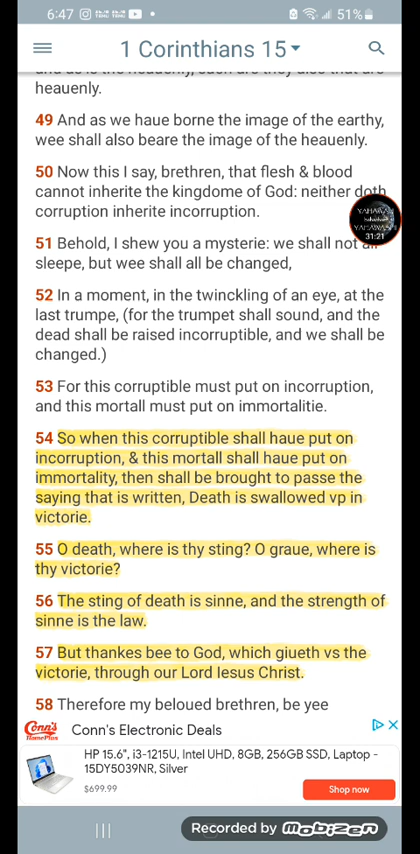 6:47 51%
1 Corinthians 15
heauenly.
49 And as we haue borne the image of the earthy,
wee shall also beare the image of the heauenly.
50 Now this I say, brethren, that flesh & blood
cannot inherite the kingdome of God: neither doth
corruption inherite incorruption.
YAHAWAH
YAHAWASHI
31:21
51 Behold, I shew you a mysterie: we shall not all
sleepe, but wee shall all be changed,
52 In a moment, in the twinckling of an eye, at the
last trumpe, (for the trumpet shall sound, and the
dead shall be raised incorruptible, and we shall be
changed.)
53 For this corruptible must put on incorruption,
and this mortall must put on immortalitie.
54 So when this corruptible shall haue put on
incorruption, & this mortall shall haue put on
immortality, then shall be brought to passe the
saying that is written, Death is swallowed vp in
victorie.
55 O death, where is thy sting? O graue, where is
thy victorie?
56 The sting of death is sinne, and the strength of
sinne is the law.
57 But thankes bee to God, which giueth vs the
victorie, through our Lord Iesus Christ.
58 Therefore my beloued brethren, be yee
Conn's
HomePlus
Conn's Electronic Deals
HP 15.6", i3-1215U, Intel UHD, 8GB, 256GB SSD, Laptop -
15DY5039NR, Silver
$699.99
Shop now
Recorded by mobizen